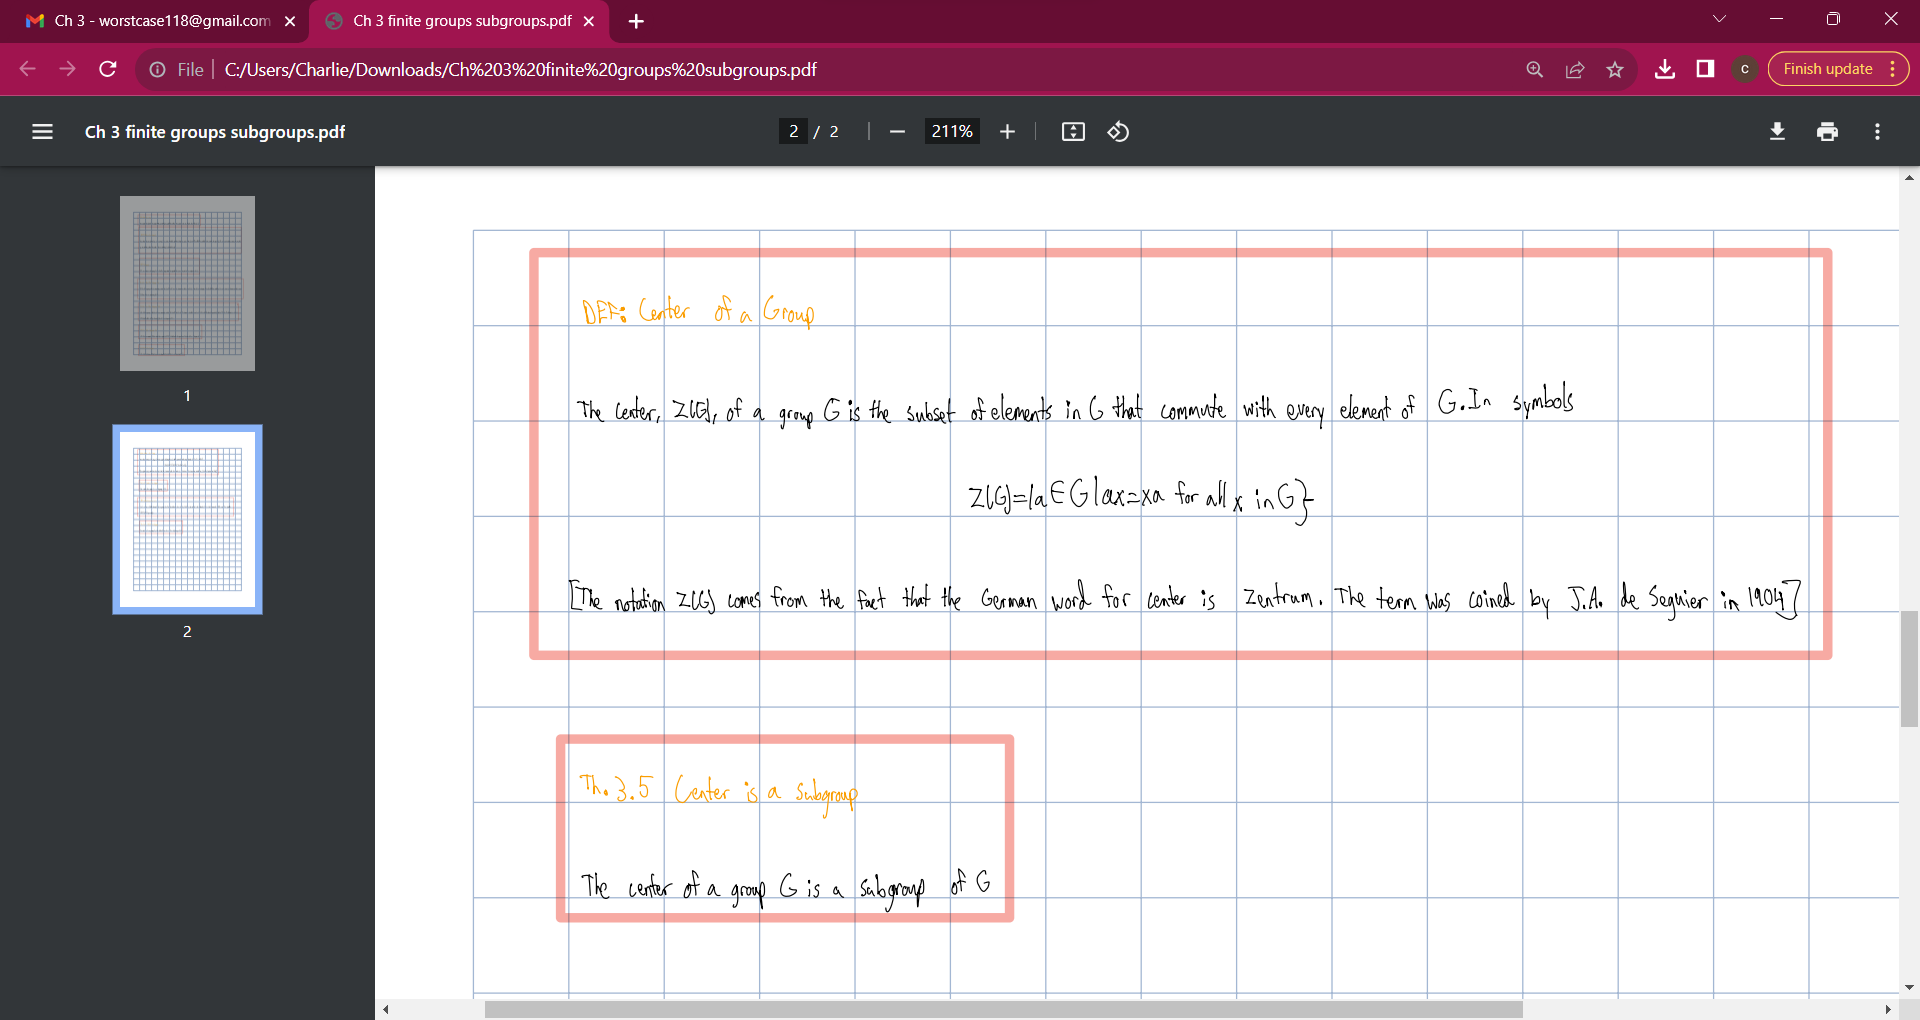 Ch 3 - worstcase118@gmail.com
Ch 3 finite groups subgroups.pdf
File
C:/Users/Charlie/Downloads/Ch%203%20finite%20groups%20subgroups.pdf
C
Finish update
Ch 3 finite groups subgroups.pdf
2 / 2
211%
1
2
DEF: Center of a Group
The center, Z(G), of a group G is the subset of elements in G that commute with every element of G. In symbols
Z(G)={a∈G|ax=xa for all x in G}
[The notation Z(G) comes from the fact that the German word for center is Zentrum. The term was coined by J.A. de Seguier in 1904]
Th. 3.5 Center is a subgroup
The center of a group G is a subgroup of G